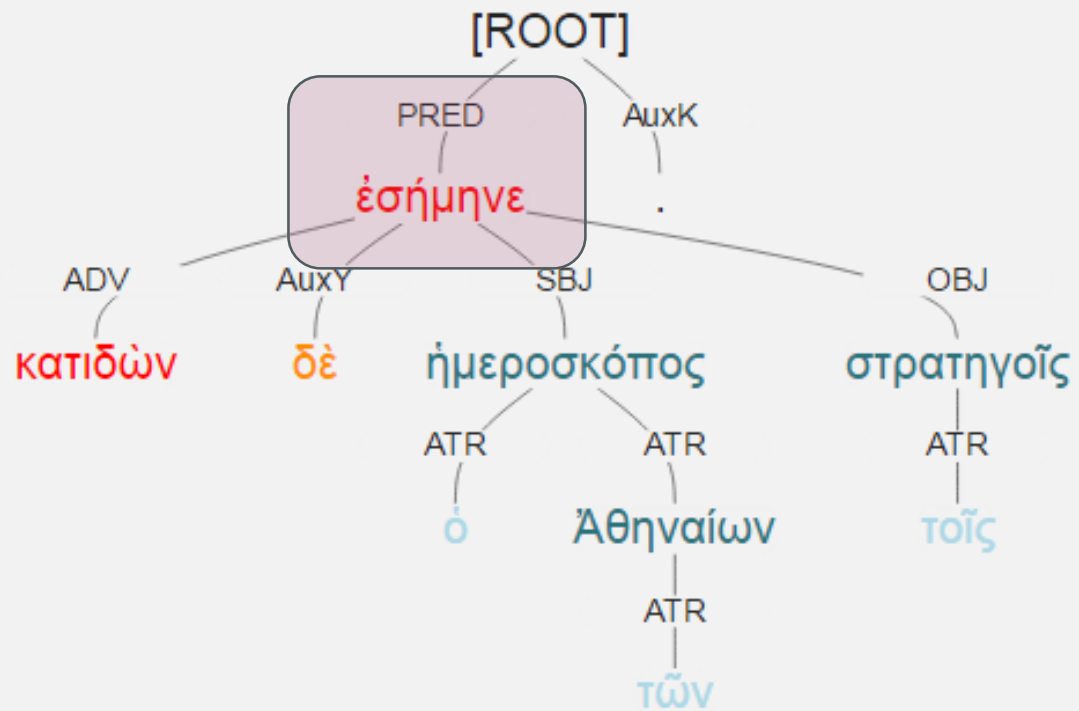 [ROOT]
PRED AuxK
ἐσήμηνε .
ADV AuxY SBJ OBJ
κατιδὼν δὲ ἡμεροσκόπος στρατηγοῖς
ATR ATR ATR
ὁ Ἀθηναίων τοῖς
ATR
τῶν